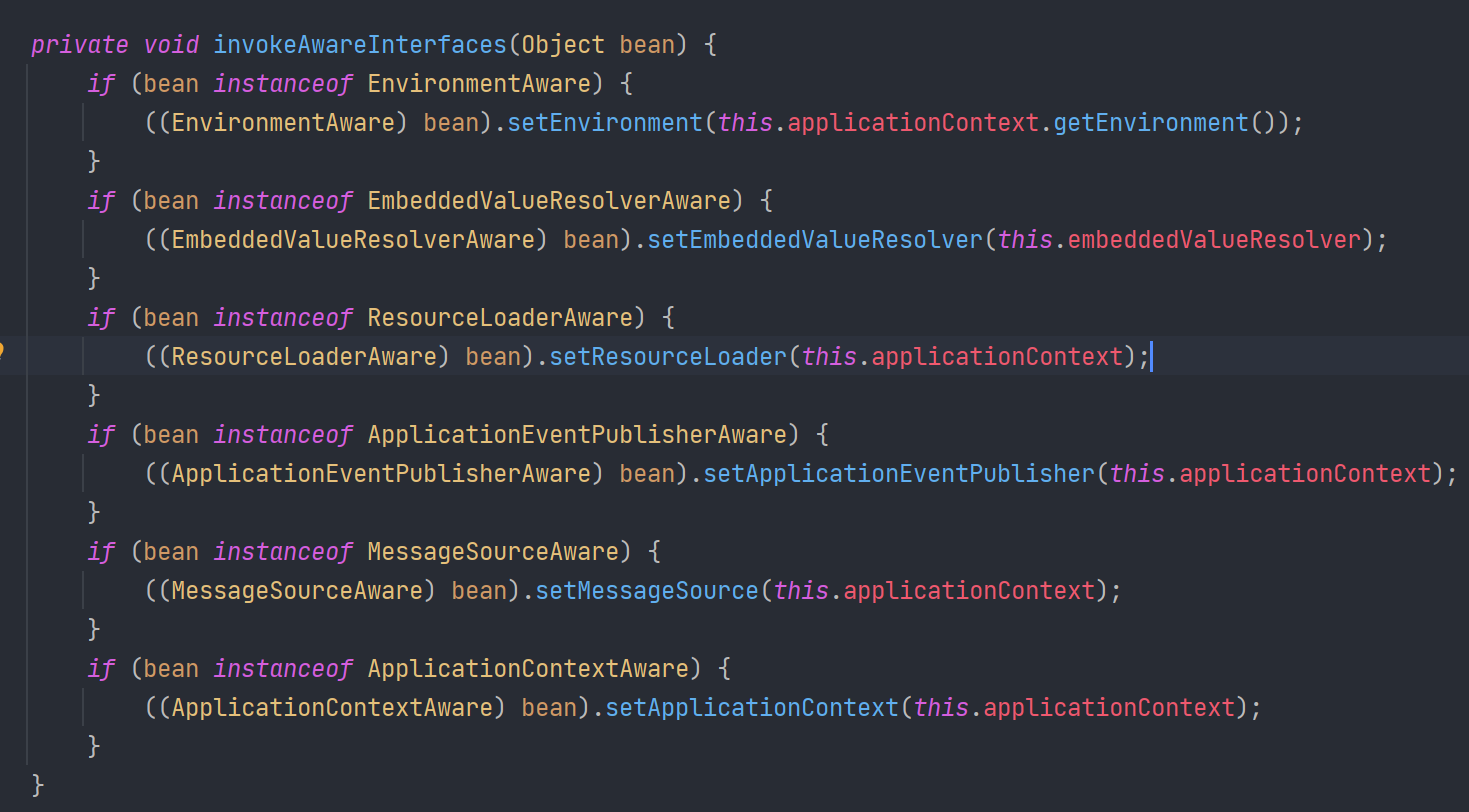 private void invokeAwareInterfaces(Object bean) {
    if (bean instanceof EnvironmentAware) {
        ((EnvironmentAware) bean).setEnvironment(this.applicationContext.getEnvironment());
    }
    if (bean instanceof EmbeddedValueResolverAware) {
        ((EmbeddedValueResolverAware) bean).setEmbeddedValueResolver(this.embeddedValueResolver);
    }
    if (bean instanceof ResourceLoaderAware) {
        ((ResourceLoaderAware) bean).setResourceLoader(this.applicationContext);
    }
    if (bean instanceof ApplicationEventPublisherAware) {
        ((ApplicationEventPublisherAware) bean).setApplicationEventPublisher(this.applicationContext);
    }
    if (bean instanceof MessageSourceAware) {
        ((MessageSourceAware) bean).setMessageSource(this.applicationContext);
    }
    if (bean instanceof ApplicationContextAware) {
        ((ApplicationContextAware) bean).setApplicationContext(this.applicationContext);
    }
}